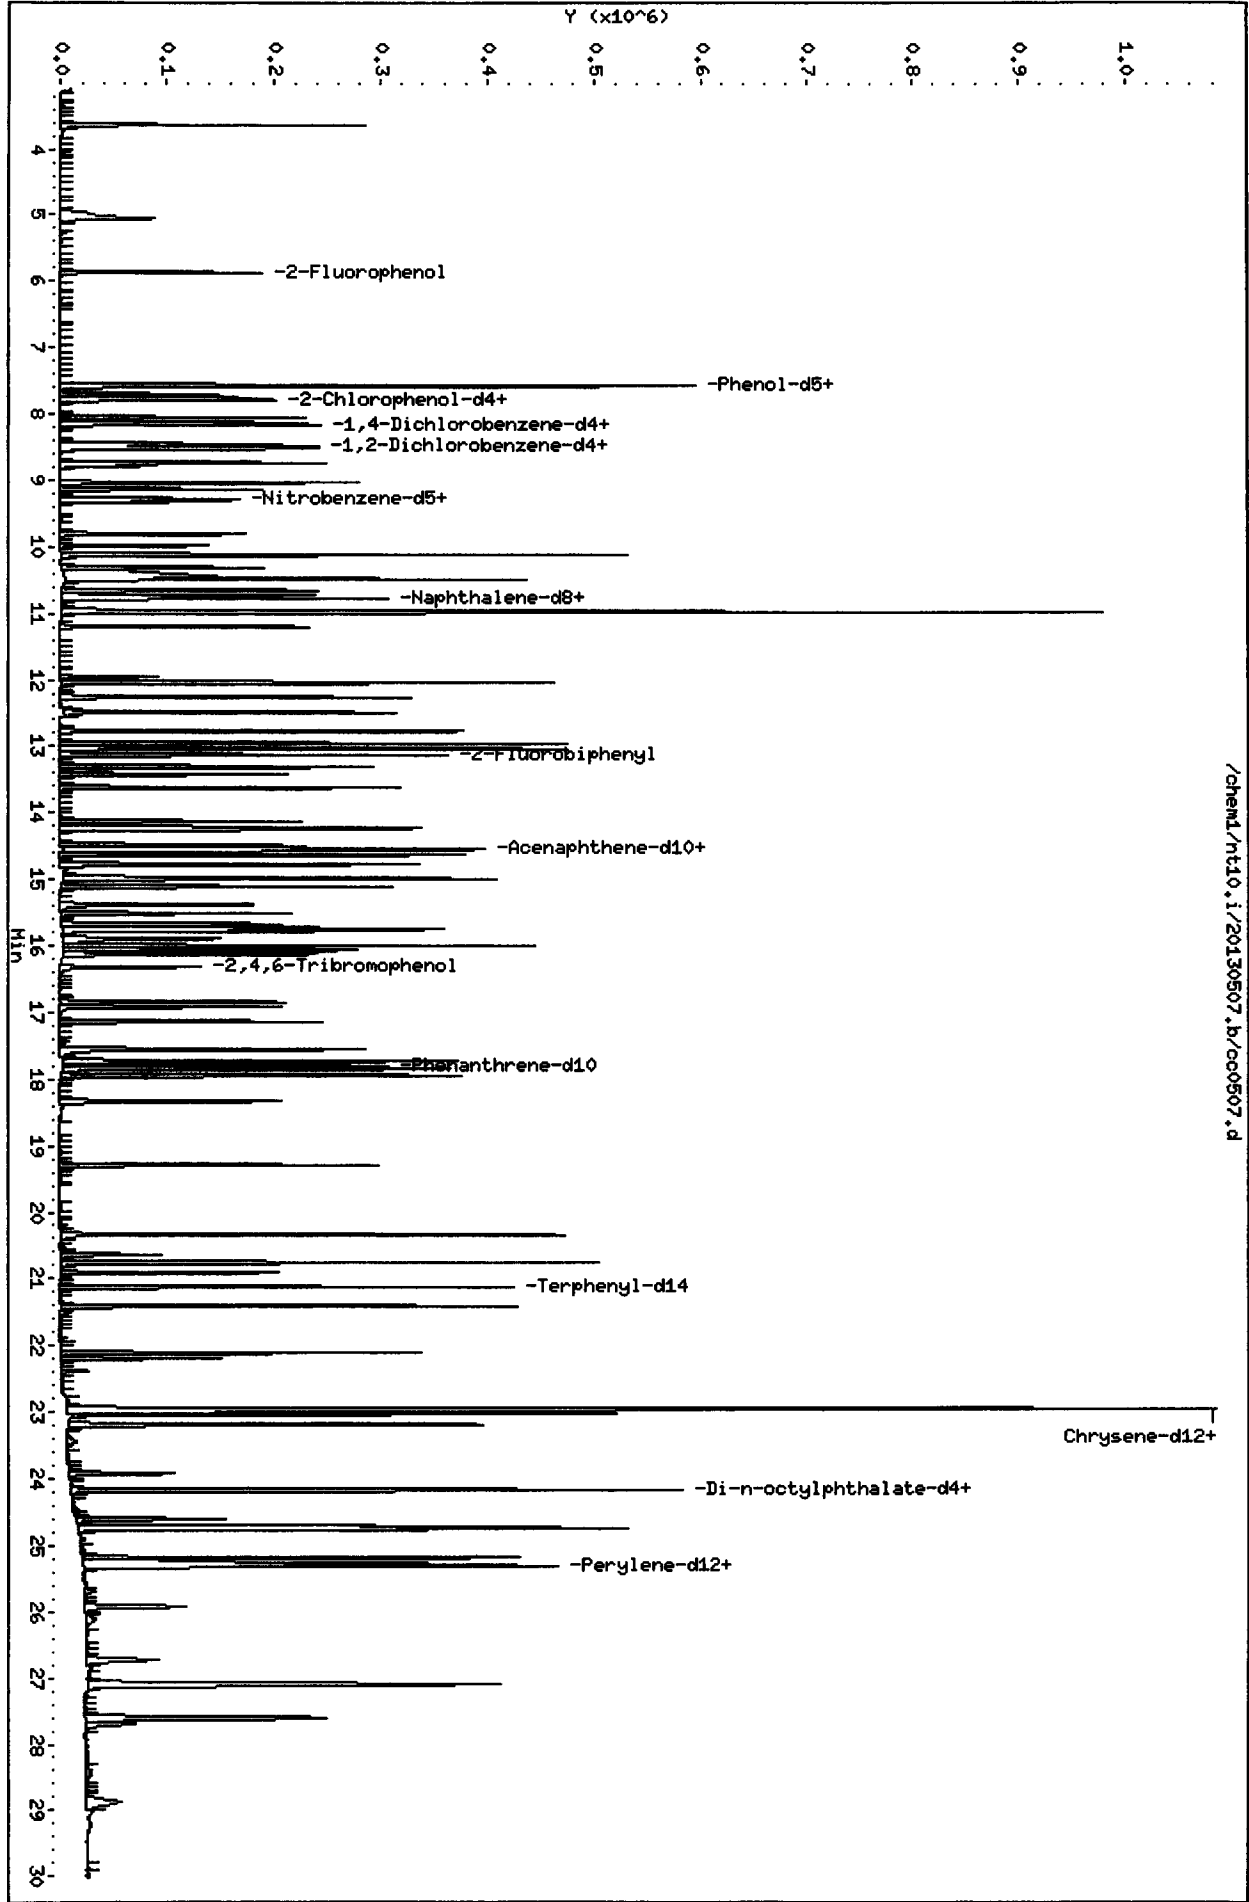 /chem1/nt10.i/20130507.b/cc0507.d
Y (x10^6)
0.0
0.1
0.2
0.3
0.4
0.5
0.6
0.7
0.8
0.9
1.0
-2-Fluorophenol
-Phenol-d5+
-2-Chlorophenol-d4+
-1,4-Dichlorobenzene-d4+
-1,2-Dichlorobenzene-d4+
-Nitrobenzene-d5+
-Naphthalene-d8+
-2-Fluorobiphenyl
-Acenaphthene-d10+
-2,4,6-Tribromophenol
-Phenanthrene-d10
-Terphenyl-d14
Chrysene-d12+
-Di-n-octylphthalate-d4+
-Perylene-d12+
4
5
6
7
8
9
10
11
12
13
14
15
16
17
18
19
20
21
22
23
24
25
26
27
28
29
30
Min